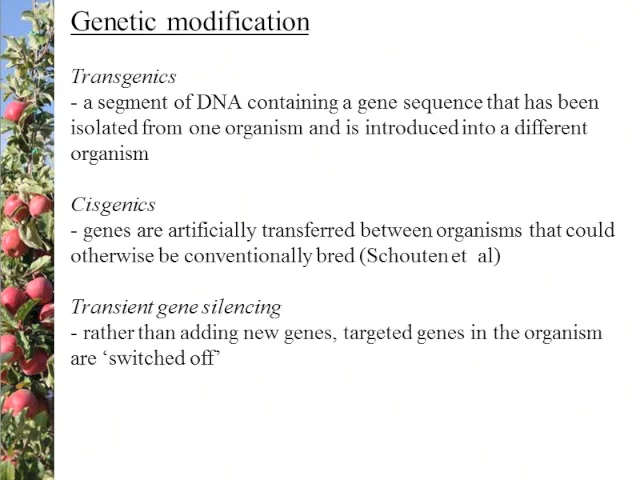 Genetic modification
Transgenics
- a segment of DNA containing a gene sequence that has been
isolated from one organism and is introduced into a different
organism
Cisgenics
- genes are artificially transferred between organisms that could
otherwise be conventionally bred (Schouten et al)
Transient gene silencing
- rather than adding new genes, targeted genes in the organism
are ‘switched off’